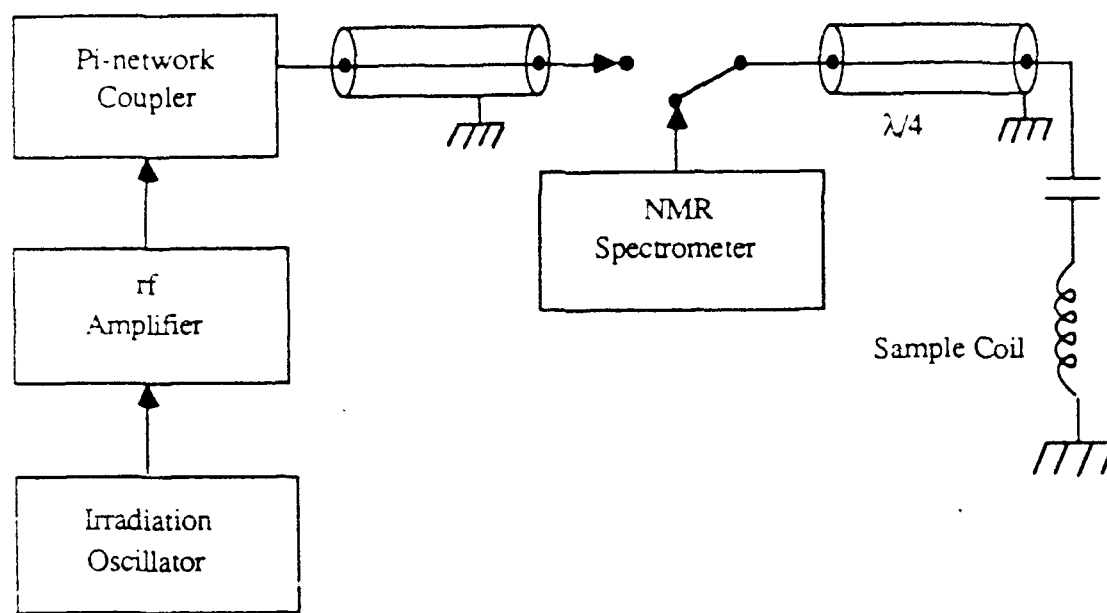 Pi-network
Coupler
λ/4
NMR
Spectrometer
rf
Amplifier
Sample Coil
Irradiation
Oscillator